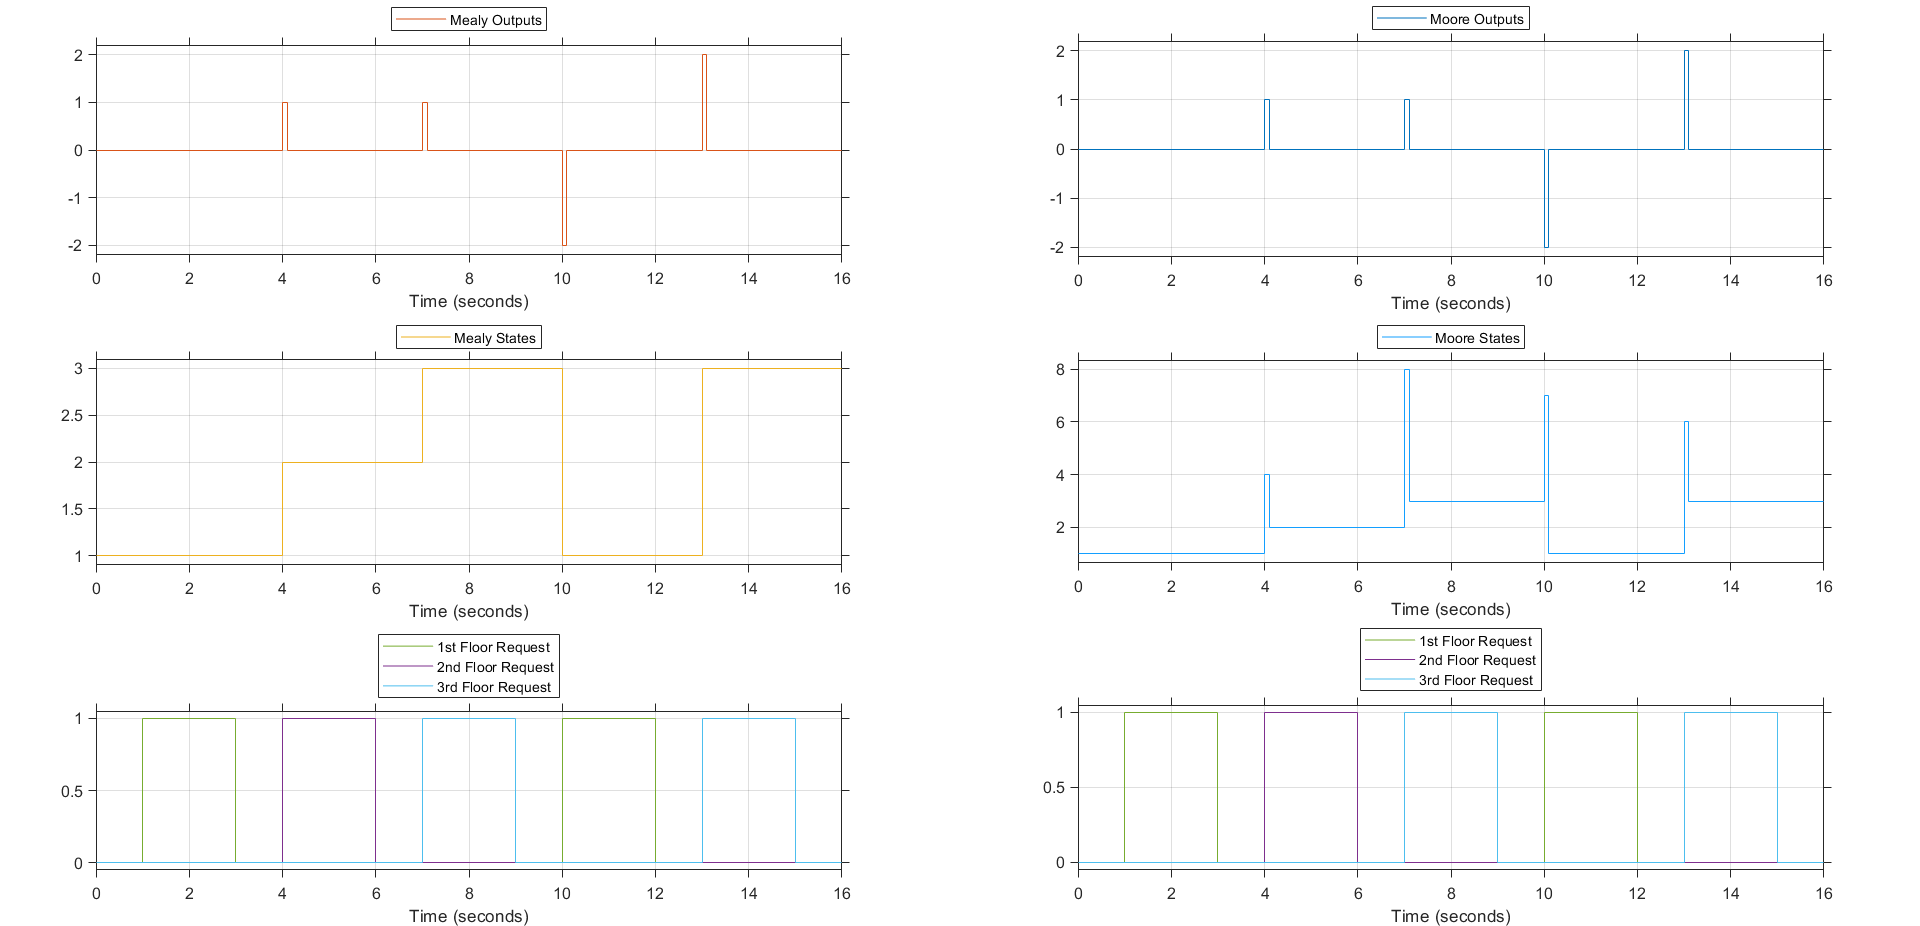 Mealy Outputs
2
1
0
-1
-2
0 2 4 6 8 10 12 14 16
Time (seconds)
Mealy States
3
2.5
2
1.5
1
0 2 4 6 8 10 12 14 16
Time (seconds)
1st Floor Request
2nd Floor Request
3rd Floor Request
1
0.5
0
0 2 4 6 8 10 12 14 16
Time (seconds)
Moore Outputs
2
1
0
-1
-2
0 2 4 6 8 10 12 14 16
Time (seconds)
Moore States
8
6
4
2
0 2 4 6 8 10 12 14 16
Time (seconds)
1st Floor Request
2nd Floor Request
3rd Floor Request
1
0.5
0
0 2 4 6 8 10 12 14 16
Time (seconds)